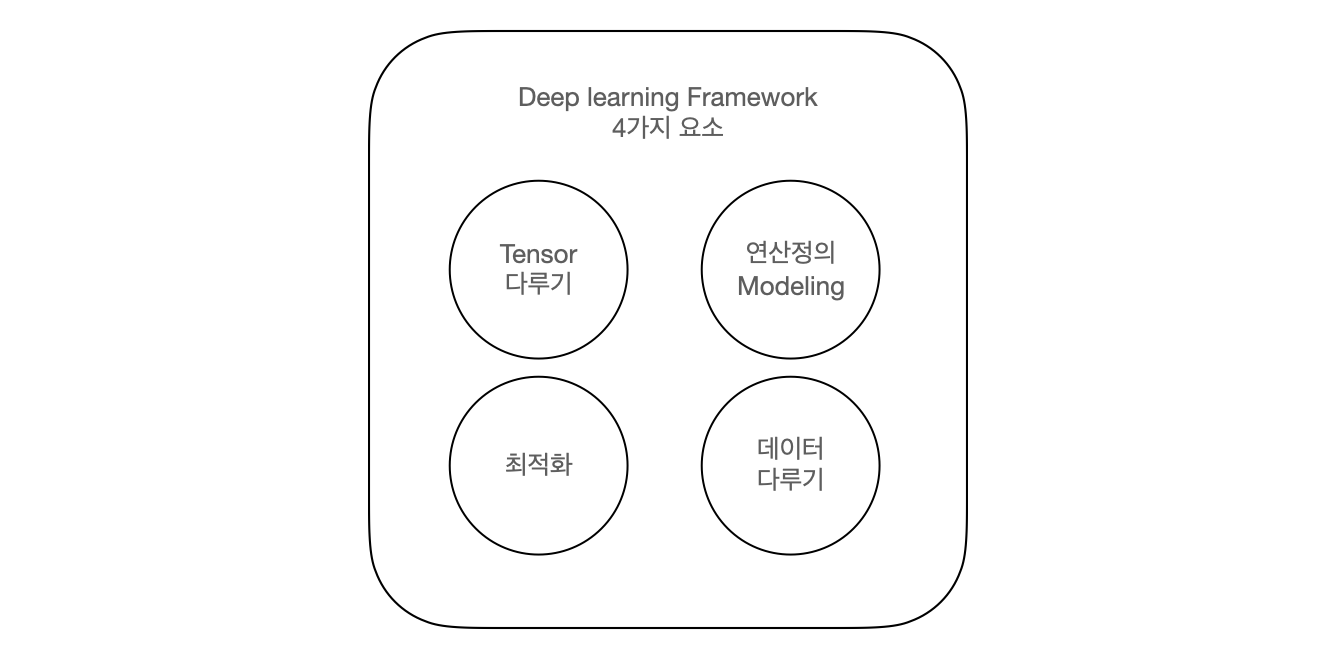 Deep learning Framework
4가지 요소
Tensor
다루기
연산정의
Modeling
최적화
데이터
다루기